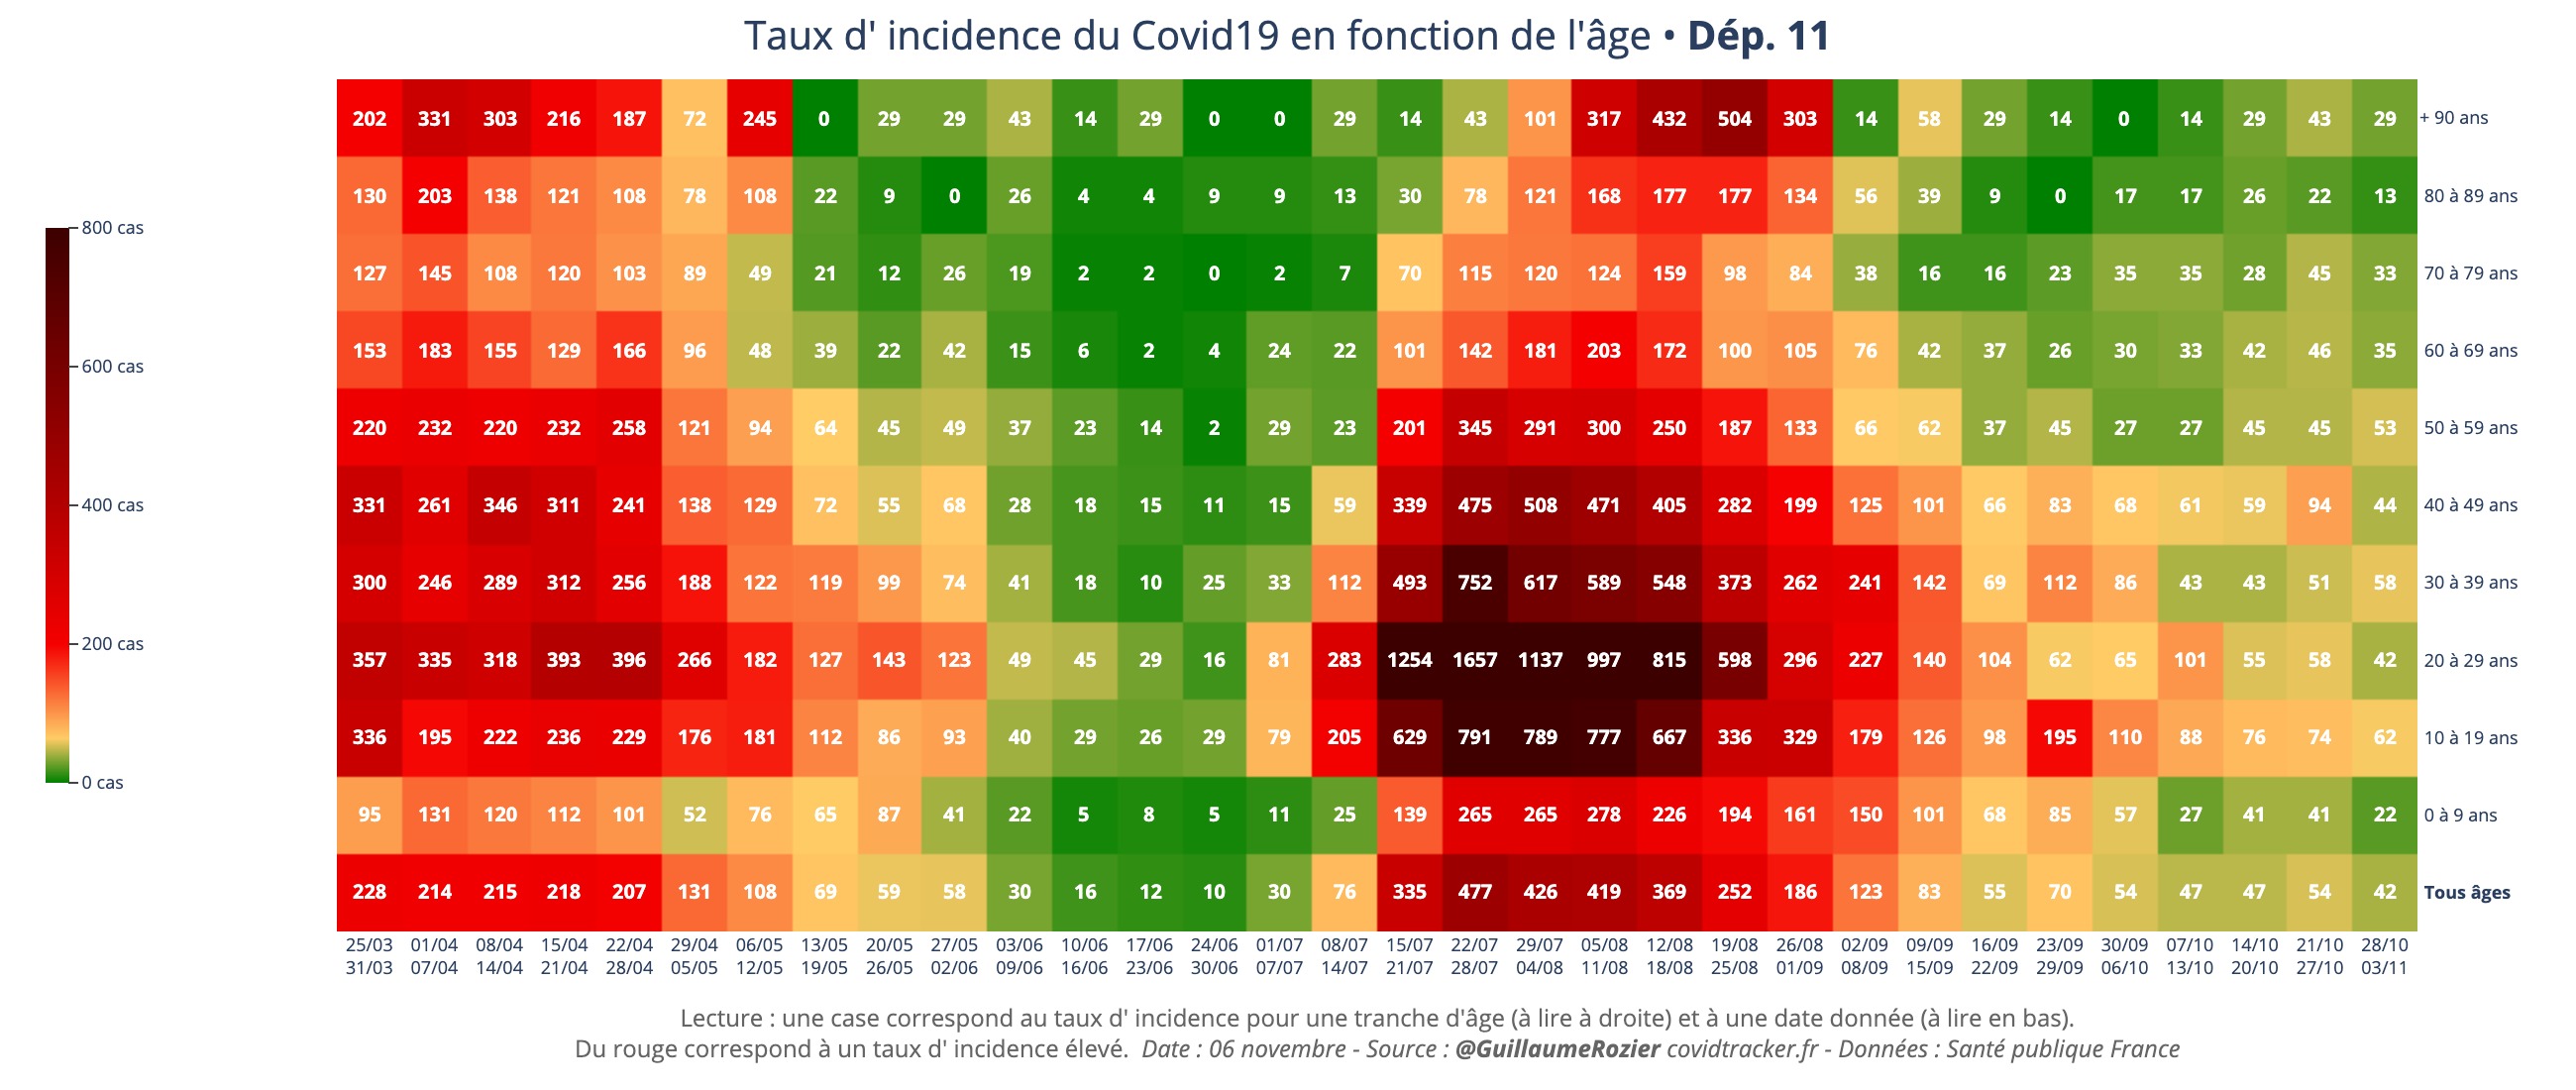 Taux d' incidence du Covid19 en fonction de l'âge • Dép. 11
800 cas
600 cas
400 cas
200 cas
0 cas
202 331 303 216 187 72 245 0 29 29 43 14 29 0 0 29 14 43 101 317 432 504 303 14 58 29 14 0 14 29 43 29 + 90 ans
130 203 138 121 108 78 108 22 9 0 26 4 4 9 9 13 30 78 121 168 177 177 134 56 39 9 0 17 17 26 22 13 80 à 89 ans
127 145 108 120 103 89 49 21 12 26 19 2 2 0 2 7 70 115 120 124 159 98 84 38 16 16 23 35 35 28 45 33 70 à 79 ans
153 183 155 129 166 96 48 39 22 42 15 6 2 4 24 22 101 142 181 203 172 100 105 76 42 37 26 30 33 42 46 35 60 à 69 ans
220 232 220 232 258 121 94 64 45 49 37 23 14 2 29 23 201 345 291 300 250 187 133 66 62 37 45 27 27 45 45 53 50 à 59 ans
331 261 346 311 241 138 129 72 55 68 28 18 15 11 15 59 339 475 508 471 405 282 199 125 101 66 83 68 61 59 94 44 40 à 49 ans
300 246 289 312 256 188 122 119 99 74 41 18 10 25 33 112 493 752 617 589 548 373 262 241 142 69 112 86 43 43 51 58 30 à 39 ans
357 335 318 393 396 266 182 127 143 123 49 45 29 16 81 283 1254 1657 1137 997 815 598 296 227 140 104 62 65 101 55 58 42 20 à 29 ans
336 195 222 236 229 176 181 112 86 93 40 29 26 29 79 205 629 791 789 777 667 336 329 179 126 98 195 110 88 76 74 62 10 à 19 ans
95 131 120 112 101 52 76 65 87 41 22 5 8 5 11 25 139 265 265 278 226 194 161 150 101 68 85 57 27 41 41 22 0 à 9 ans
228 214 215 218 207 131 108 69 59 58 30 16 12 10 30 76 335 477 426 419 369 252 186 123 83 55 70 54 47 47 54 42 Tous âges
25/03 01/04 08/04 15/04 22/04 29/04 06/05 13/05 20/05 27/05 03/06 10/06 17/06 24/06 01/07 08/07 15/07 22/07 29/07 05/08 12/08 19/08 26/08 02/09 09/09 16/09 23/09 30/09 07/10 14/10 21/10 28/10
31/03 07/04 14/04 21/04 28/04 05/05 12/05 19/05 26/05 02/06 09/06 16/06 23/06 30/06 07/07 14/07 21/07 28/07 04/08 11/08 18/08 25/08 01/09 08/09 15/09 22/09 29/09 06/10 13/10 20/10 27/10 03/11
Lecture : une case correspond au taux d' incidence pour une tranche d'âge (à lire à droite) et à une date donnée (à lire en bas).
Du rouge correspond à un taux d' incidence élevé. Date : 06 novembre - Source : @GuillaumeRozier covidtracker.fr - Données : Santé publique France